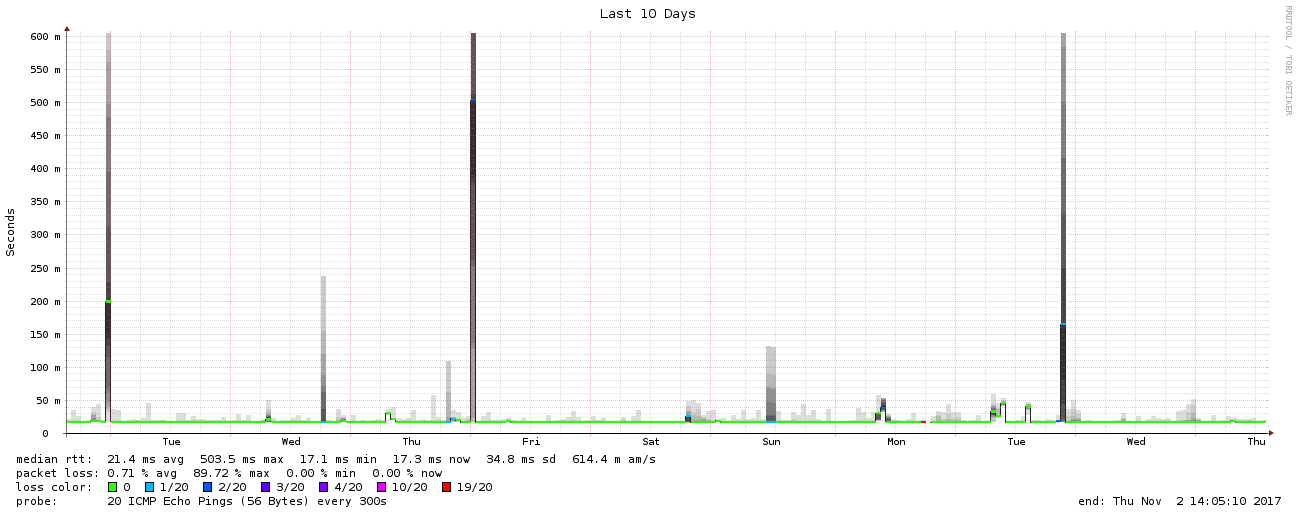 Last 10 Days
RRDTOOL / TOBI OETIKER
Seconds
600 m
550 m
500 m
450 m
400 m
350 m
300 m
250 m
200 m
150 m
100 m
50 m
0
Tue Wed Thu Fri Sat Sun Mon Tue Wed Thu
median rtt: 21.4 ms avg 503.5 ms max 17.1 ms min 17.3 ms now 34.8 ms sd 614.4 m am/s
packet loss: 0.71 % avg 89.72 % max 0.00 % min 0.00 % now
loss color: 0 1/20 2/20 3/20 4/20 10/20 19/20
probe: 20 ICMP Echo Pings (56 Bytes) every 300s end: Thu Nov 2 14:05:10 2017